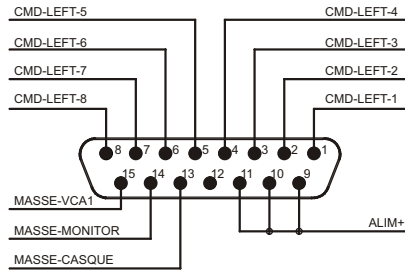 CMD-LEFT-5 CMD-LEFT-4
CMD-LEFT-6 CMD-LEFT-3
CMD-LEFT-7 CMD-LEFT-2
CMD-LEFT-8 CMD-LEFT-1
8 7 6 5 4 3 2 1
15 14 13 12 11 10 9
MASSE-VCA1
ALIM+
MASSE-MONITOR
MASSE-CASQUE